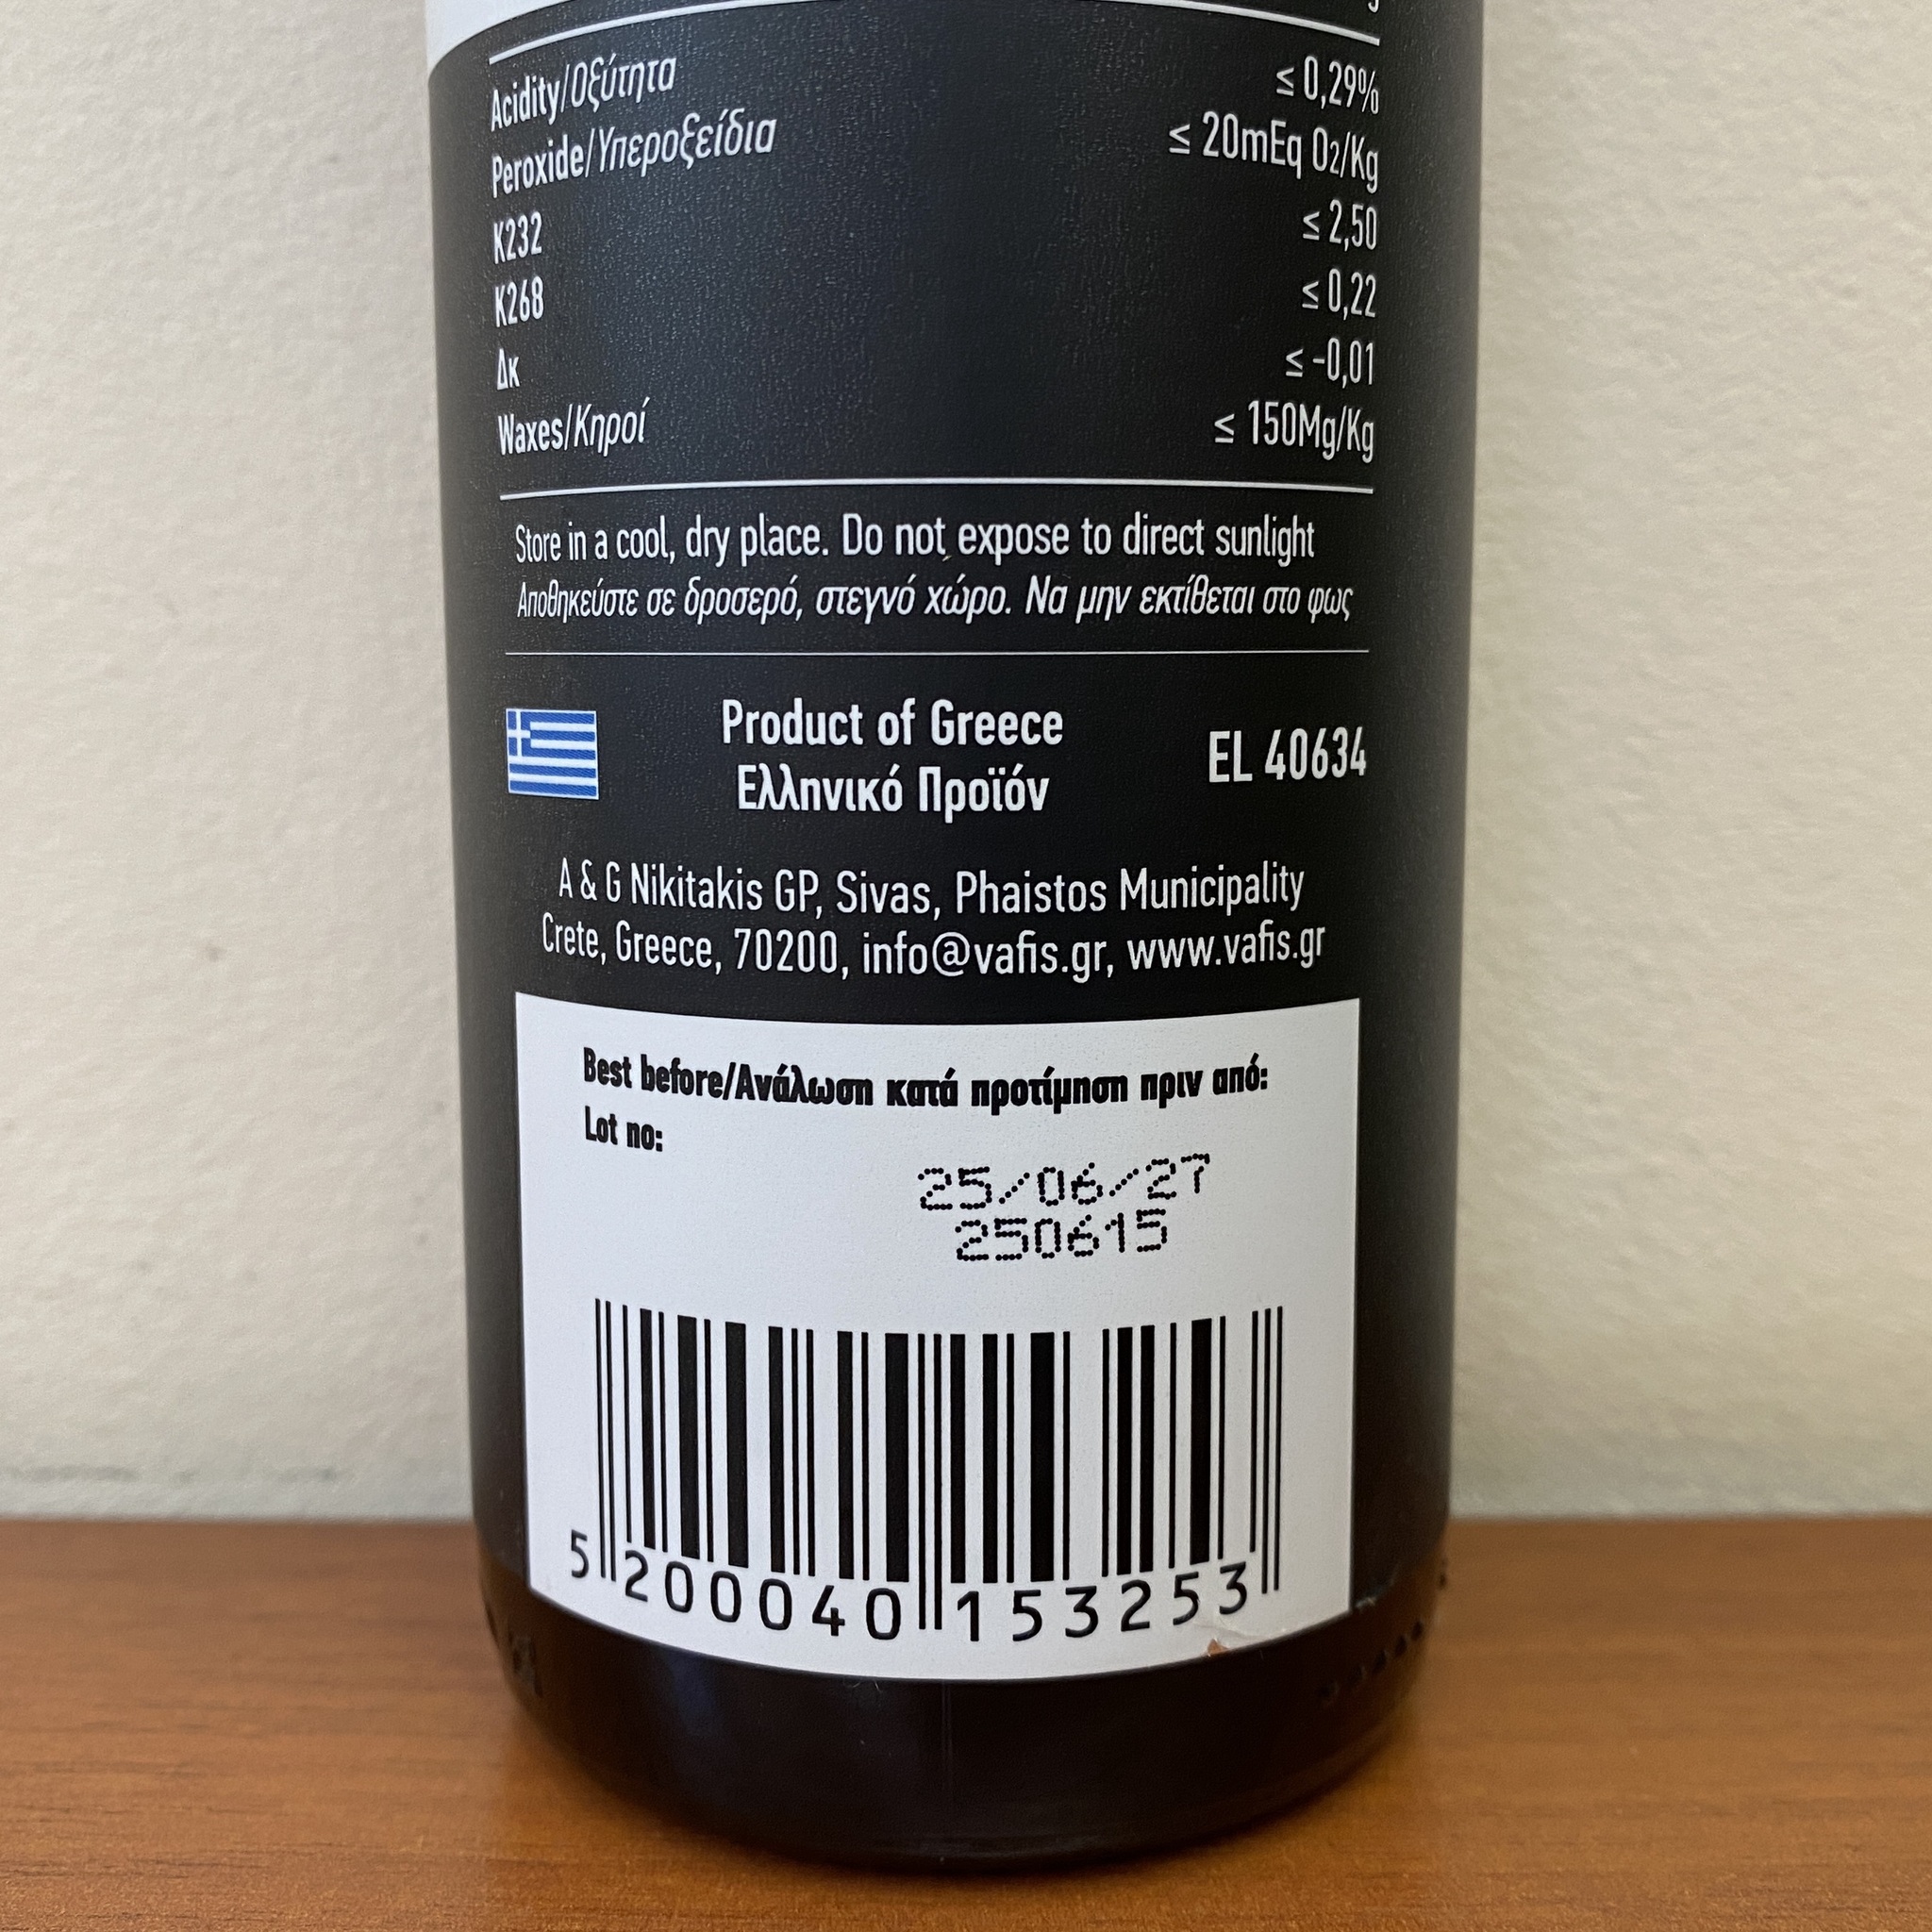 Acidity/Οξύτητα ≤ 0,29%
Peroxide/Υπεροξείδια ≤ 20mEq O2/Kg
K232 ≤ 2,50
K268 ≤ 0,22
Δκ ≤ -0,01
Waxes/Κηροί ≤ 150Mg/Kg
Store in a cool, dry place. Do not expose to direct sunlight
Αποθηκεύστε σε δροσερό, στεγνό χώρο. Να μην εκτίθεται στο φως
Product of Greece
Ελληνικό Προϊόν
EL 40634
A & G Nikitakis GP, Sivas, Phaistos Municipality
Crete, Greece, 70200, info@vafis.gr, www.vafis.gr
Best before/Ανάλωση κατά προτίμηση πριν από:
Lot no:
25/06/27
250615
5 200040 153253